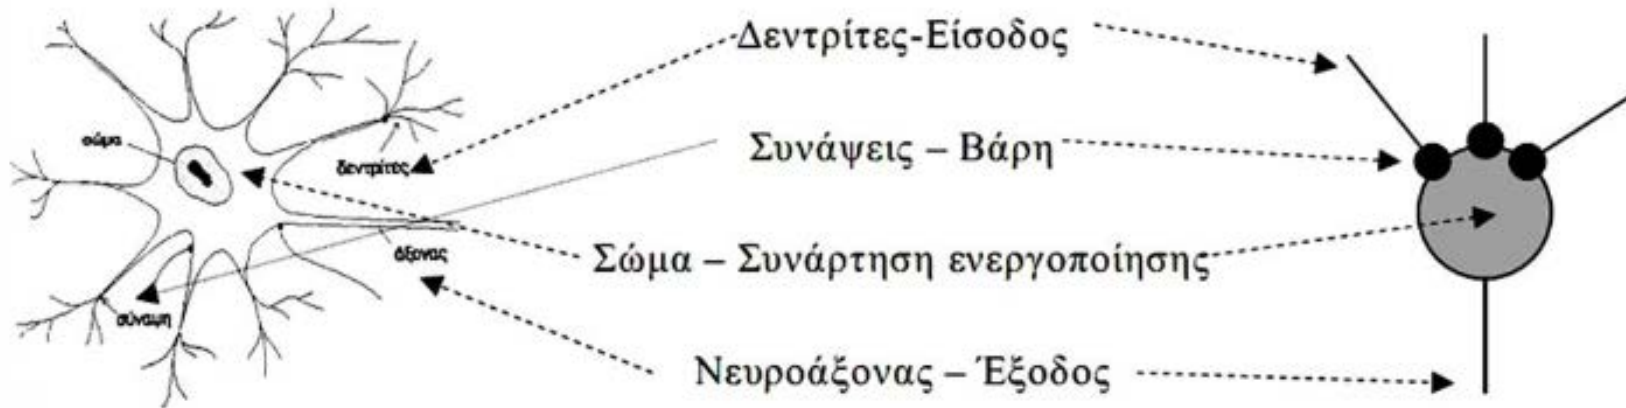 Δεντρίτες-Είσοδος
σώμα
Συνάψεις – Βάρη
δεντρίτες
άξονας
Σώμα – Συνάρτηση ενεργοποίησης
σύναψη
Νευροάξονας – Έξοδος